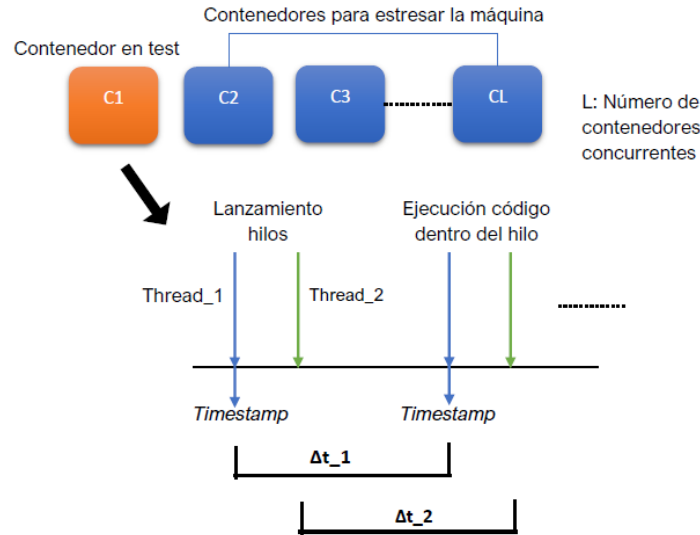 Contenedores para estresar la máquina
Contenedor en test
C1
C2
C3
CL
L: Número de
contenedores
concurrentes
Lanzamiento
hilos
Ejecución código
dentro del hilo
Thread_1
Thread_2
Timestamp
Timestamp
Δt_1
Δt_2